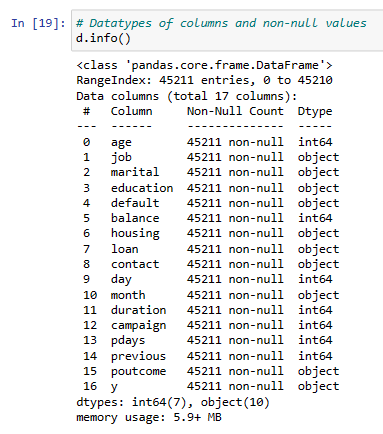 In [19]: # Datatypes of columns and non-null values
d.info()
<class 'pandas.core.frame.DataFrame'>
RangeIndex: 45211 entries, 0 to 45210
Data columns (total 17 columns):
 #   Column     Non-Null Count  Dtype
---  ------     --------------  -----
 0   age        45211 non-null  int64
 1   job        45211 non-null  object
 2   marital    45211 non-null  object
 3   education  45211 non-null  object
 4   default    45211 non-null  object
 5   balance    45211 non-null  int64
 6   housing    45211 non-null  object
 7   loan       45211 non-null  object
 8   contact    45211 non-null  object
 9   day        45211 non-null  int64
 10  month      45211 non-null  object
 11  duration   45211 non-null  int64
 12  campaign   45211 non-null  int64
 13  pdays      45211 non-null  int64
 14  previous   45211 non-null  int64
 15  poutcome   45211 non-null  object
 16  y          45211 non-null  object
dtypes: int64(7), object(10)
memory usage: 5.9+ MB